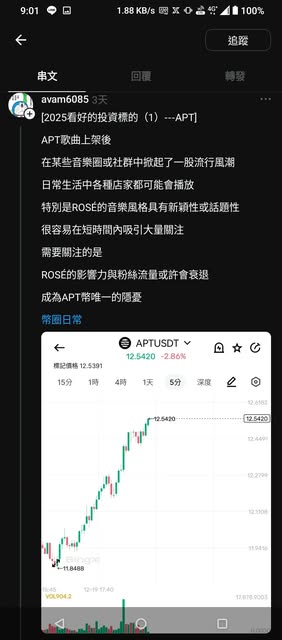 9:01
1.88 KB/s
4G+
100%
追蹤
串文
回覆
轉發
avam6085 3天
[2025看好的投資標的（1）---APT]
APT歌曲上架後
在某些音樂圈或社群中掀起了一股流行風潮
日常生活中各種店家都可能會播放
特別是ROSÉ的音樂風格具有新穎性或話題性
很容易在短時間內吸引大量關注
需要關注的是
ROSÉ的影響力與粉絲流量或許會衰退
成為APT幣唯一的隱憂
幣圈日常
APTUSDT
12.5420 -2.86%
標記價格 12.5391
15分 1時 4時 1天 5分 深度
12.6182
12.5420 12.5420
12.4491
12.2799
12.1108
11.9416
11.8488
12-19 17:40
VOL904.2
17.878.9003